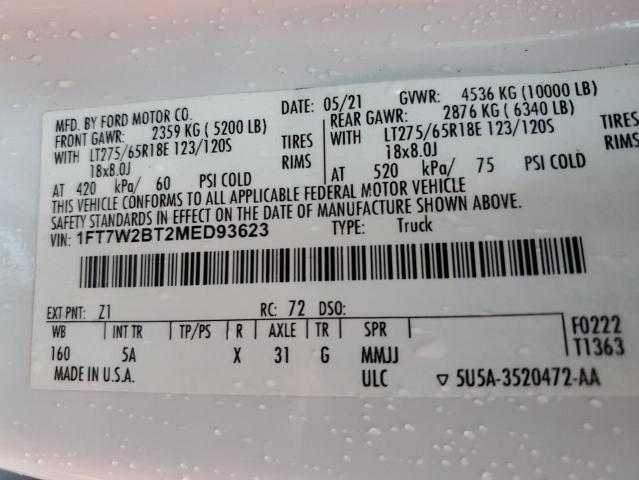 MFD. BY FORD MOTOR CO. DATE: 05/21 GVWR: 4536 KG (10000 LB)
FRONT GAWR: 2359 KG ( 5200 LB) REAR GAWR: 2876 KG ( 6340 LB)
WITH LT275/65R18E 123/120S TIRES WITH LT275/65R18E 123/120S TIRES
18x8.0J RIMS 18x8.0J RIMS
AT 420 kPa/ 60 PSI COLD AT 520 kPa/ 75 PSI COLD
THIS VEHICLE CONFORMS TO ALL APPLICABLE FEDERAL MOTOR VEHICLE
SAFETY STANDARDS IN EFFECT ON THE DATE OF MANUFACTURE SHOWN ABOVE.
VIN: 1FT7W2BT2MED93623 TYPE: Truck
EXT PNT: Z1 RC: 72 DSO:
WB INT TR TP/PS R AXLE TR SPR F0222
160 5A X 31 G MMJJ T1363
MADE IN U.S.A. ULC ▽ 5U5A-3520472-AA